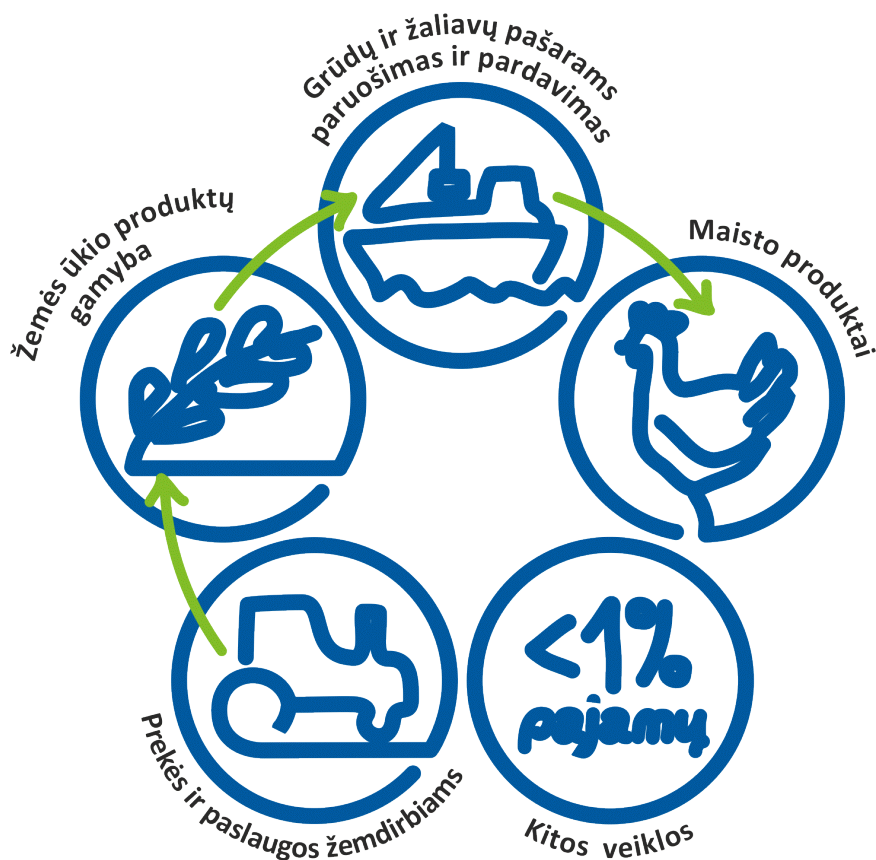 Grūdų ir žaliavų pašarams
paruošimas ir pardavimas
Žemės ūkio produktų
gamyba
Maisto produktai
Prekės ir paslaugos žemdirbiams
<1%
pajamų
Kitos veiklos